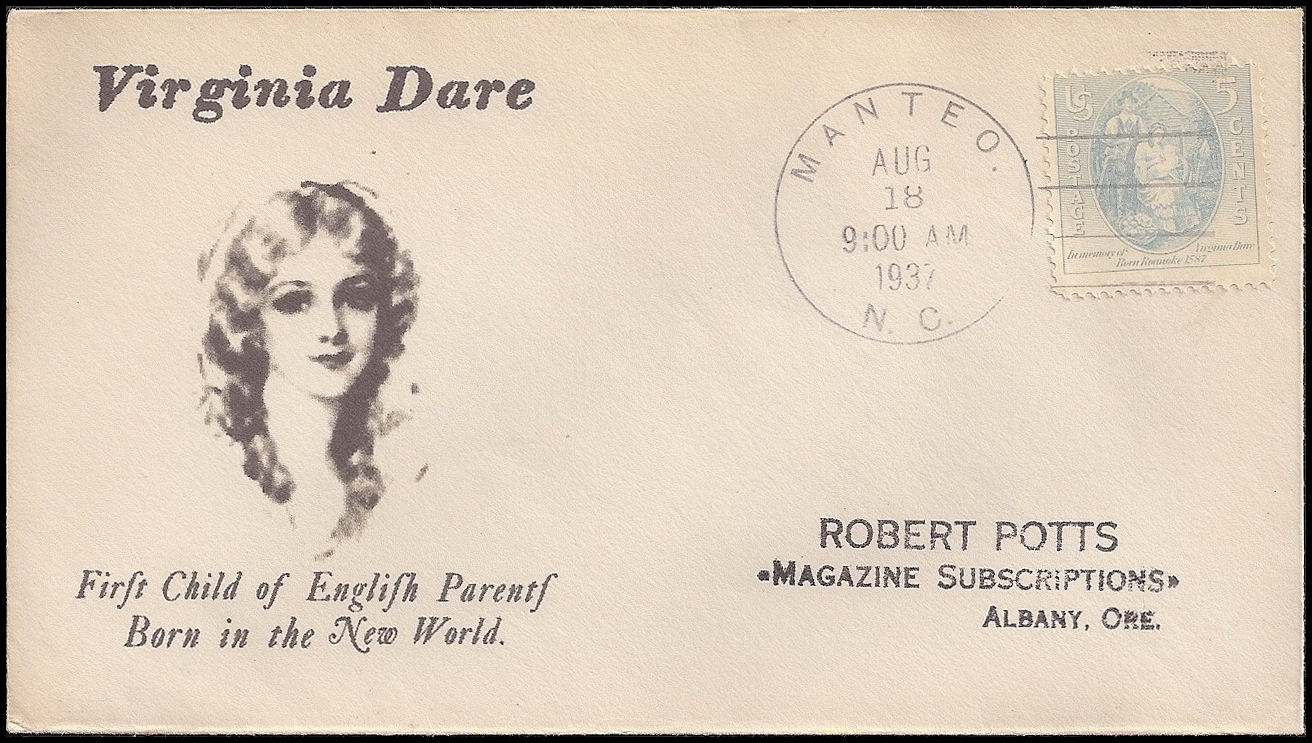 Virginia Dare
MANTEO.
AUG
18
9:00 AM
1937
N. C.
US POSTAGE
5 CENTS
In memory of Virginia Dare
Born Roanoke 1587
Firſt Child of Engliſh Parentſ
Born in the New World.
ROBERT POTTS
«MAGAZINE SUBSCRIPTIONS»
ALBANY, ORE.